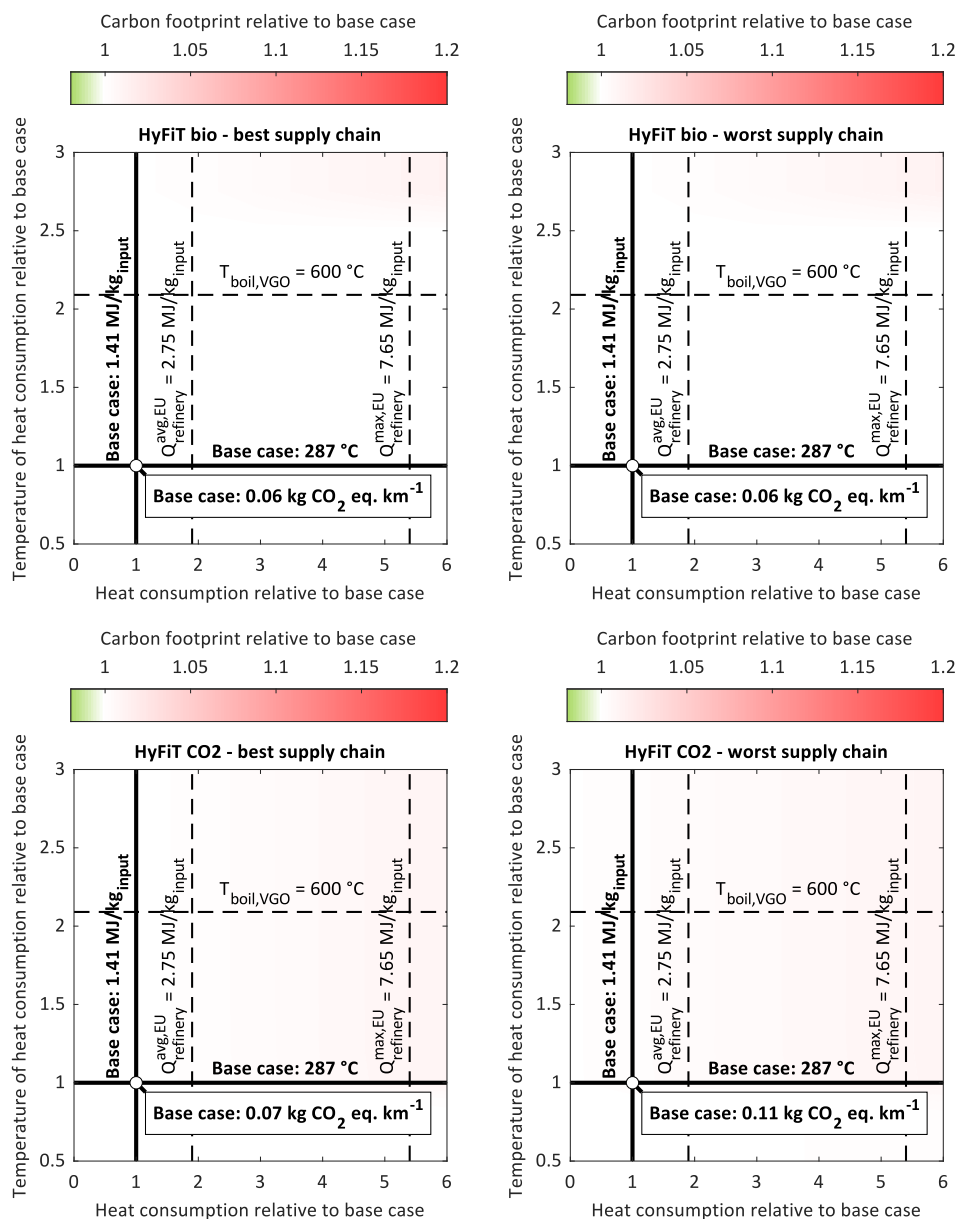 Carbon footprint relative to base case
1 1.05 1.1 1.15 1.2
HyFiT bio - best supply chain
Temperature of heat consumption relative to base case
3
2.5
2
1.5
1
0.5
Base case: 1.41 MJ/kg_input
Q_refinery^avg,EU = 2.75 MJ/kg_input
T_boil,VGO = 600 °C
Q_refinery^max,EU = 7.65 MJ/kg_input
Base case: 287 °C
Base case: 0.06 kg CO_2 eq. km^-1
0 1 2 3 4 5 6
Heat consumption relative to base case
Carbon footprint relative to base case
1 1.05 1.1 1.15 1.2
HyFiT bio - worst supply chain
Temperature of heat consumption relative to base case
3
2.5
2
1.5
1
0.5
Base case: 1.41 MJ/kg_input
Q_refinery^avg,EU = 2.75 MJ/kg_input
T_boil,VGO = 600 °C
Q_refinery^max,EU = 7.65 MJ/kg_input
Base case: 287 °C
Base case: 0.06 kg CO_2 eq. km^-1
0 1 2 3 4 5 6
Heat consumption relative to base case
Carbon footprint relative to base case
1 1.05 1.1 1.15 1.2
HyFiT CO2 - best supply chain
Temperature of heat consumption relative to base case
3
2.5
2
1.5
1
0.5
Base case: 1.41 MJ/kg_input
Q_refinery^avg,EU = 2.75 MJ/kg_input
T_boil,VGO = 600 °C
Q_refinery^max,EU = 7.65 MJ/kg_input
Base case: 287 °C
Base case: 0.07 kg CO_2 eq. km^-1
0 1 2 3 4 5 6
Heat consumption relative to base case
Carbon footprint relative to base case
1 1.05 1.1 1.15 1.2
HyFiT CO2 - worst supply chain
Temperature of heat consumption relative to base case
3
2.5
2
1.5
1
0.5
Base case: 1.41 MJ/kg_input
Q_refinery^avg,EU = 2.75 MJ/kg_input
T_boil,VGO = 600 °C
Q_refinery^max,EU = 7.65 MJ/kg_input
Base case: 287 °C
Base case: 0.11 kg CO_2 eq. km^-1
0 1 2 3 4 5 6
Heat consumption relative to base case